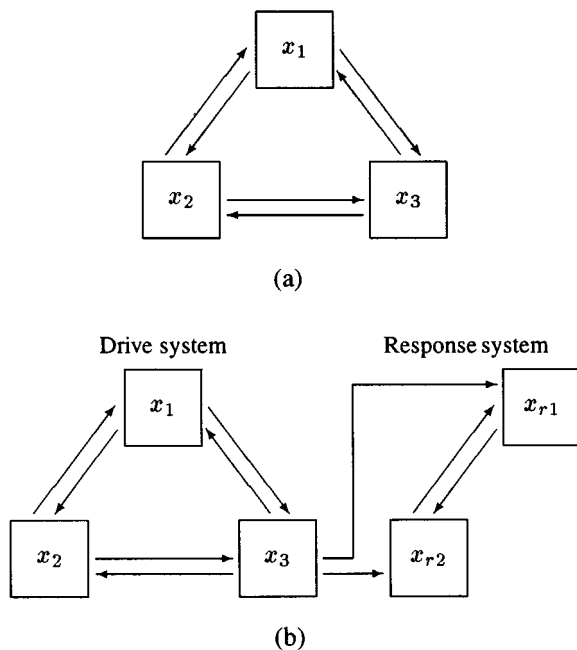 x1
x2
x3
(a)
Drive system
Response system
x1
xr1
x2
x3
xr2
(b)